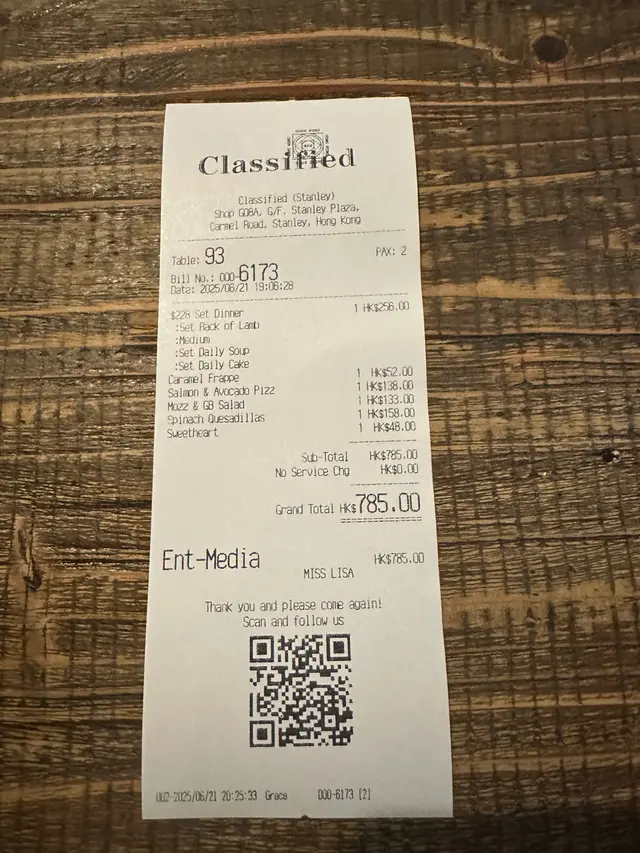 Classified
Classified (Stanley)
Shop G08A, G/F, Stanley Plaza,
Carmel Road, Stanley, Hong Kong
Table: 93 PAX: 2
Bill No.: 000-6173
Date: 2025/06/21 19:06:28
$228 Set Dinner 1 HK$256.00
:Set Rack of Lamb
:Medium
:Set Daily Soup
:Set Daily Cake
Caramel Frappe 1 HK$52.00
Salmon & Avocado Pizz 1 HK$138.00
Mozz & GB Salad 1 HK$133.00
Spinach Quesadillas 1 HK$158.00
Sweetheart 1 HK$48.00
Sub-Total HK$785.00
No Service Chg HK$0.00
Grand Total HK$785.00
Ent-Media HK$785.00
MISS LISA
Thank you and please come again!
Scan and follow us
002-2025/06/21 20:25:33 Grace 000-6173 [2]